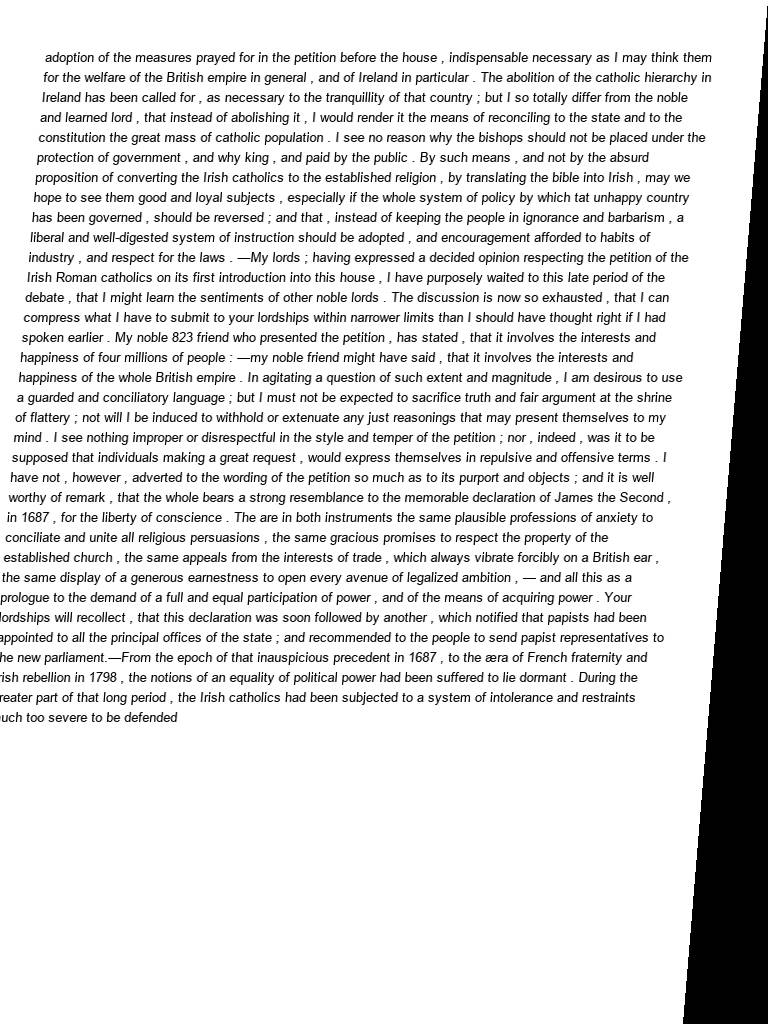 adoption of the measures prayed for in the petition before the house , indispensable necessary as I may think them
for the welfare of the British empire in general , and of Ireland in particular . The abolition of the catholic hierarchy in
Ireland has been called for , as necessary to the tranquillity of that country ; but I so totally differ from the noble
and learned lord , that instead of abolishing it , I would render it the means of reconciling to the state and to the
constitution the great mass of catholic population . I see no reason why the bishops should not be placed under the
protection of government , and why king , and paid by the public . By such means , and not by the absurd
proposition of converting the Irish catholics to the established religion , by translating the bible into Irish , may we
hope to see them good and loyal subjects , especially if the whole system of policy by which tat unhappy country
has been governed , should be reversed ; and that , instead of keeping the people in ignorance and barbarism , a
liberal and well-digested system of instruction should be adopted , and encouragement afforded to habits of
industry , and respect for the laws . —My lords ; having expressed a decided opinion respecting the petition of the
Irish Roman catholics on its first introduction into this house , I have purposely waited to this late period of the
debate , that I might learn the sentiments of other noble lords . The discussion is now so exhausted , that I can
compress what I have to submit to your lordships within narrower limits than I should have thought right if I had
spoken earlier . My noble 823 friend who presented the petition , has stated , that it involves the interests and
happiness of four millions of people : —my noble friend might have said , that it involves the interests and
happiness of the whole British empire . In agitating a question of such extent and magnitude , I am desirous to use
a guarded and conciliatory language ; but I must not be expected to sacrifice truth and fair argument at the shrine
of flattery ; not will I be induced to withhold or extenuate any just reasonings that may present themselves to my
mind . I see nothing improper or disrespectful in the style and temper of the petition ; nor , indeed , was it to be
supposed that individuals making a great request , would express themselves in repulsive and offensive terms . I
have not , however , adverted to the wording of the petition so much as to its purport and objects ; and it is well
worthy of remark , that the whole bears a strong resemblance to the memorable declaration of James the Second ,
in 1687 , for the liberty of conscience . The are in both instruments the same plausible professions of anxiety to
conciliate and unite all religious persuasions , the same gracious promises to respect the property of the
established church , the same appeals from the interests of trade , which always vibrate forcibly on a British ear ,
the same display of a generous earnestness to open every avenue of legalized ambition , — and all this as a
prologue to the demand of a full and equal participation of power , and of the means of acquiring power . Your
lordships will recollect , that this declaration was soon followed by another , which notified that papists had been
appointed to all the principal offices of the state ; and recommended to the people to send papist representatives to
he new parliament.—From the epoch of that inauspicious precedent in 1687 , to the æra of French fraternity and
rish rebellion in 1798 , the notions of an equality of political power had been suffered to lie dormant . During the
reater part of that long period , the Irish catholics had been subjected to a system of intolerance and restraints
uch too severe to be defended